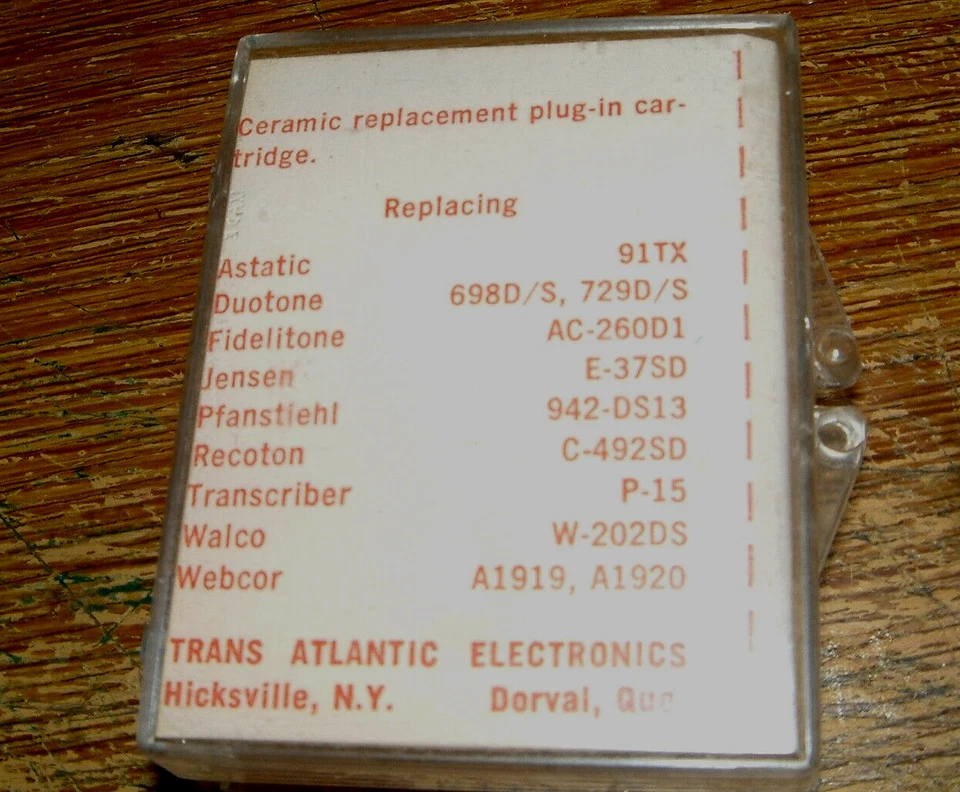 Ceramic replacement plug-in car-
tridge.
Replacing
Astatic 91TX
Duotone 698D/S, 729D/S
Fidelitone AC-260D1
Jensen E-37SD
Pfanstiehl 942-DS13
Recoton C-492SD
Transcriber P-15
Walco W-202DS
Webcor A1919, A1920
TRANS ATLANTIC ELECTRONICS
Hicksville, N.Y. Dorval, Que